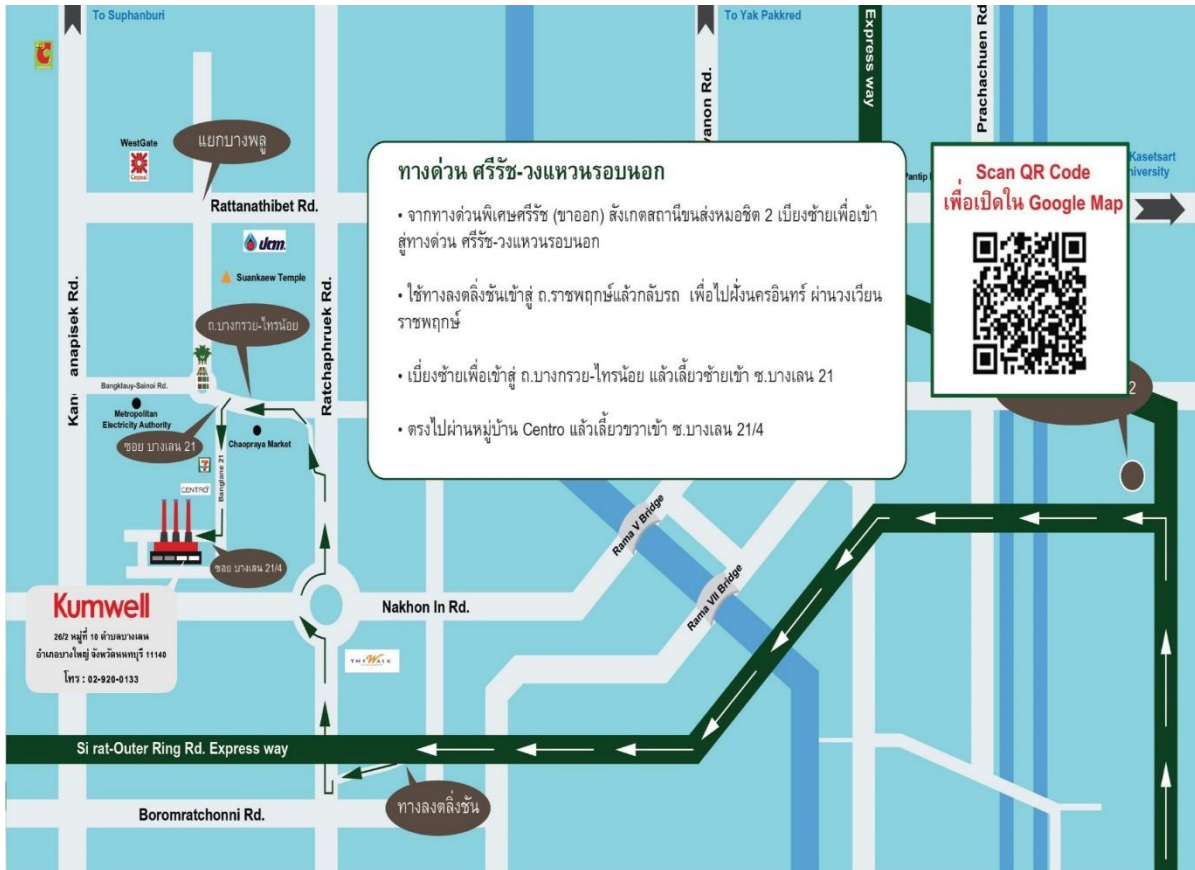 To Suphanburi
To Yak Pakkred
Express way
Prachachuen Rd
แยกบางพลู
WestGate
Central
Rattanathibet Rd.
Suankaew Temple
ถ.บางกรวย-ไทรน้อย
Ratchaphruek Rd.
Bangklauy-Sainoi Rd.
Metropolitan
Electricity Authority
Chaopraya Market
ซอย บางเลน 21
Banglane 21
CENTRO
ซอย บางเลน 21/4
ทางด่วน ศรีรัช-วงแหวนรอบนอก
• จากทางด่วนพิเศษศรีรัช (ขาออก) สังเกตสถานีขนส่งหมอชิต 2 เบี่ยงซ้ายเพื่อเข้า
สู่ทางด่วน ศรีรัช-วงแหวนรอบนอก
• ใช้ทางลงตลิ่งชันเข้าสู่ ถ.ราชพฤกษ์แล้วกลับรถ เพื่อไปฝั่งนครอินทร์ ผ่านวงเวียน
ราชพฤกษ์
• เบี่ยงซ้ายเพื่อเข้าสู่ ถ.บางกรวย-ไทรน้อย แล้วเลี้ยวซ้ายเข้า ซ.บางเลน 21
• ตรงไปผ่านหมู่บ้าน Centro แล้วเลี้ยวขวาเข้า ซ.บางเลน 21/4
Scan QR Code
เพื่อเปิดใน Google Map
Kasetsart
2
Kumwell
26/2 หมู่ที่ 10 ตำบลบางเลน
อำเภอบางใหญ่ จังหวัดนนทบุรี 11140
โทร : 02-920-0133
Nakhon In Rd.
Rama V Bridge
Rama VII Bridge
THE WALK
Si rat-Outer Ring Rd. Express way
ทางลงตลิ่งชัน
Boromratchonni Rd.